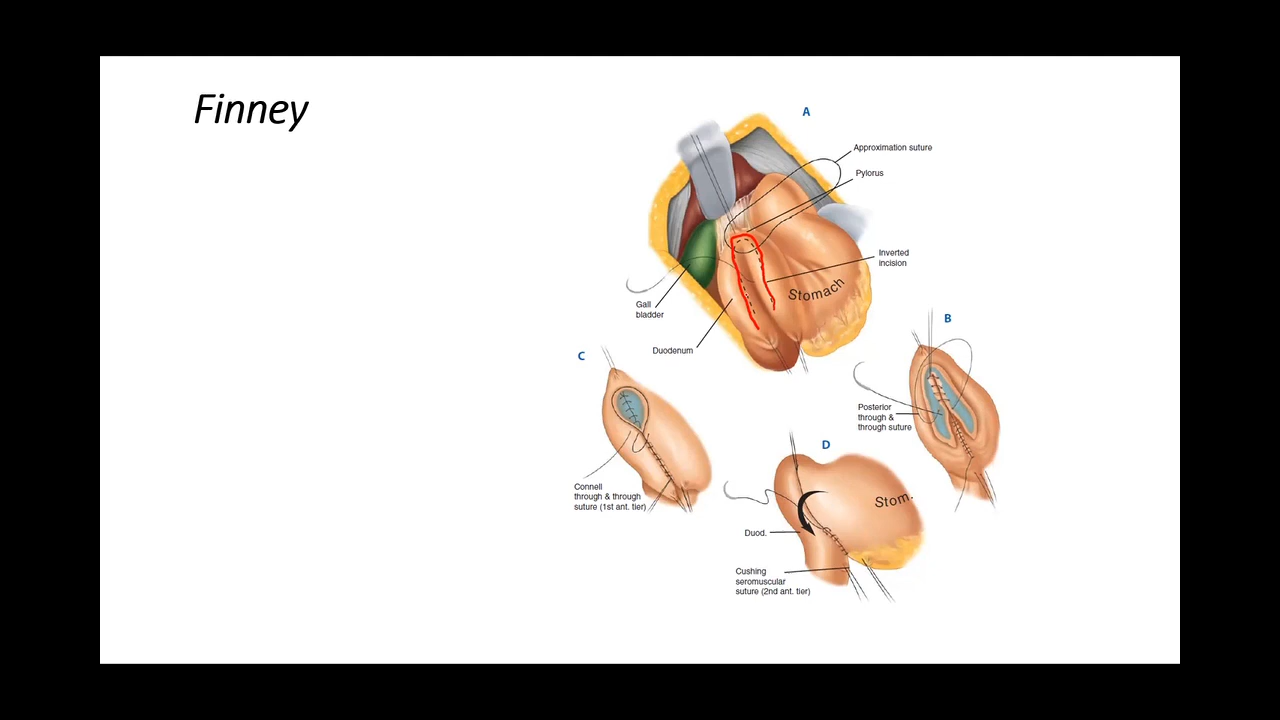 Finney
A
Approximation suture
Pylorus
Inverted
incision
Stomach
Gall
bladder
Duodenum
B
C
Posterior
through &
through suture
D
Connell
through & through
suture (1st ant. tier)
Stom.
Duod.
Cushing
seromuscular
suture (2nd ant. tier)